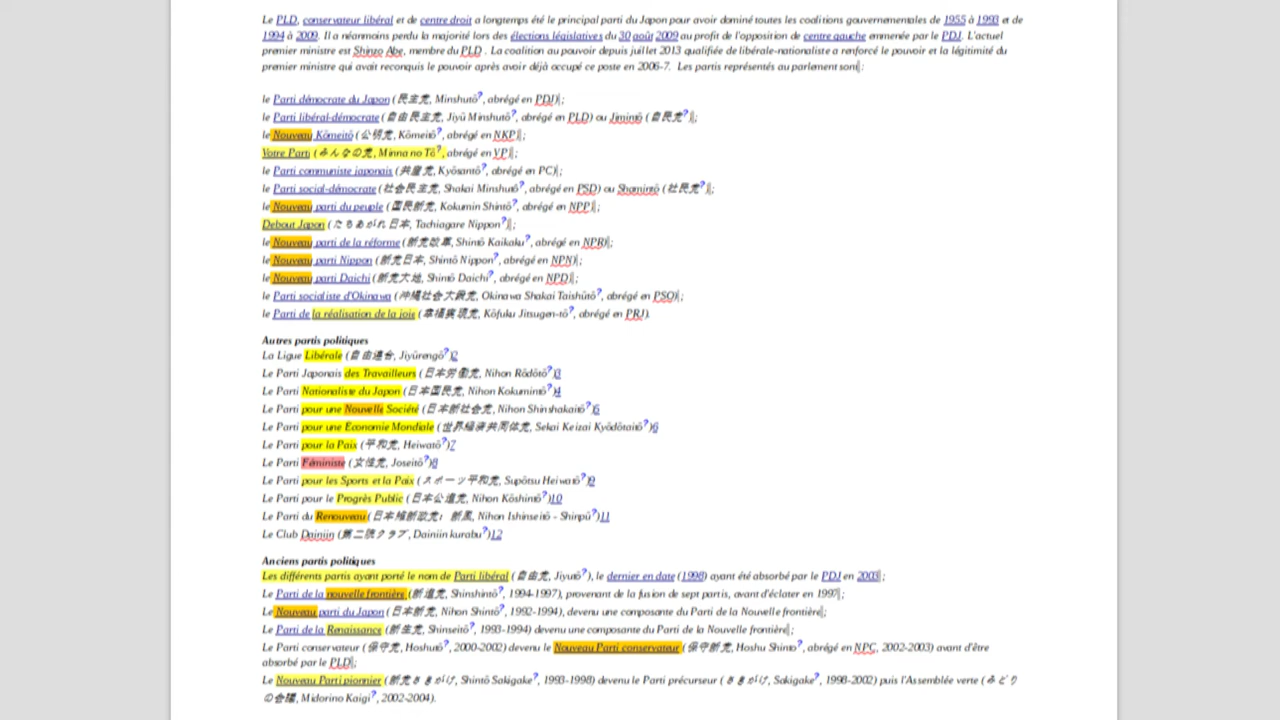 Le PLD, conservateur libéral et de centre droit a longtemps été le principal parti du Japon pour avoir dominé toutes les coalitions gouvernementales de 1955 à 1993 et de
1994 à 2009. Il a néanmoins perdu la majorité lors des élections législatives du 30 août 2009 au profit de l'opposition de centre gauche emmenée par le PDJ. L'actuel
premier ministre est Shinzo Abe, membre du PLD . La coalition au pouvoir depuis juillet 2013 qualifiée de libérale-nationaliste a renforcé le pouvoir et la légitimité du
premier ministre qui avait reconquis le pouvoir après avoir déjà occupé ce poste en 2006-7. Les partis représentés au parlement sont :
le Parti démocrate du Japon (民主党, Minshutō?, abrégé en PDJ) ;
le Parti libéral-démocrate (自由民主党, Jiyū Minshutō?, abrégé en PLD) ou Jimintō (自民党?) ;
le Nouveau Kōmeitō (公明党, Kōmeitō?, abrégé en NKP) ;
Votre Parti (みんなの党, Minna no Tō?, abrégé en VP) ;
le Parti communiste japonais (共産党, Kyōsantō?, abrégé en PC) ;
le Parti social-démocrate (社会民主党, Shakai Minshutō?, abrégé en PSD) ou Shamintō (社民党?) ;
le Nouveau parti du peuple (国民新党, Kokumin Shintō?, abrégé en NPP) ;
Debout Japon (たちあがれ日本, Tachiagare Nippon?) ;
le Nouveau parti de la réforme (新党改革, Shintō Kaikaku?, abrégé en NPR) ;
le Nouveau parti Nippon (新党日本, Shintō Nippon?, abrégé en NPN) ;
le Nouveau parti Daichi (新党大地, Shintō Daichi?, abrégé en NPD) ;
le Parti socialiste d'Okinawa (沖縄社会大衆党, Okinawa Shakai Taishūtō?, abrégé en PSO) ;
le Parti de la réalisation de la joie (幸福実現党, Kōfuku Jitsugen-tō?, abrégé en PRJ).
Autres partis politiques
La Ligue Libérale (自由連合, Jiyūrengō?)2
Le Parti Japonais des Travailleurs (日本労働党, Nihon Rōdōtō?)3
Le Parti Nationaliste du Japon (日本国民党, Nihon Kokumintō?)4
Le Parti pour une Nouvelle Société (日本新社会党, Nihon Shinshakaitō?)6
Le Parti pour une Economie Mondiale (世界経済共同体党, Sekai Keizai Kyōdōtaitō?)6
Le Parti pour la Paix (平和党, Heiwatō?)7
Le Parti Féministe (女性党, Joseitō?)8
Le Parti pour les Sports et la Paix (スポーツ平和党, Supōtsu Heiwatō?)9
Le Parti pour le Progrès Public (日本公進党, Nihon Kōshintō?)10
Le Parti du Renouveau (日本維新政党・新風, Nihon Ishinseitō - Shinpū?)11
Le Club Dainiin (第二院クラブ, Dainiin kurabu?)12
Anciens partis politiques
Les différents partis ayant porté le nom de Parti libéral (自由党, Jiyutō?), le dernier en date (1998) ayant été absorbé par le PDJ en 2003 ;
Le Parti de la nouvelle frontière (新進党, Shinshintō?, 1994-1997), provenant de la fusion de sept partis, avant d'éclater en 1997 ;
Le Nouveau parti du Japon (日本新党, Nihon Shintō?, 1992-1994), devenu une composante du Parti de la Nouvelle frontière ;
Le Parti de la Renaissance (新生党, Shinseitō?, 1993-1994) devenu une composante du Parti de la Nouvelle frontière ;
Le Parti conservateur (保守党, Hoshutō?, 2000-2002) devenu le Nouveau Parti conservateur (保守新党, Hoshu Shintō?, abrégé en NPC, 2002-2003) avant d'être
absorbé par le PLD ;
Le Nouveau Parti pionnier (新党さきがけ, Shintō Sakigake?, 1993-1998) devenu le Parti précurseur (さきがけ, Sakigake?, 1998-2002) puis l'Assemblée verte (みどり
の会議, Midorino Kaigi?, 2002-2004).